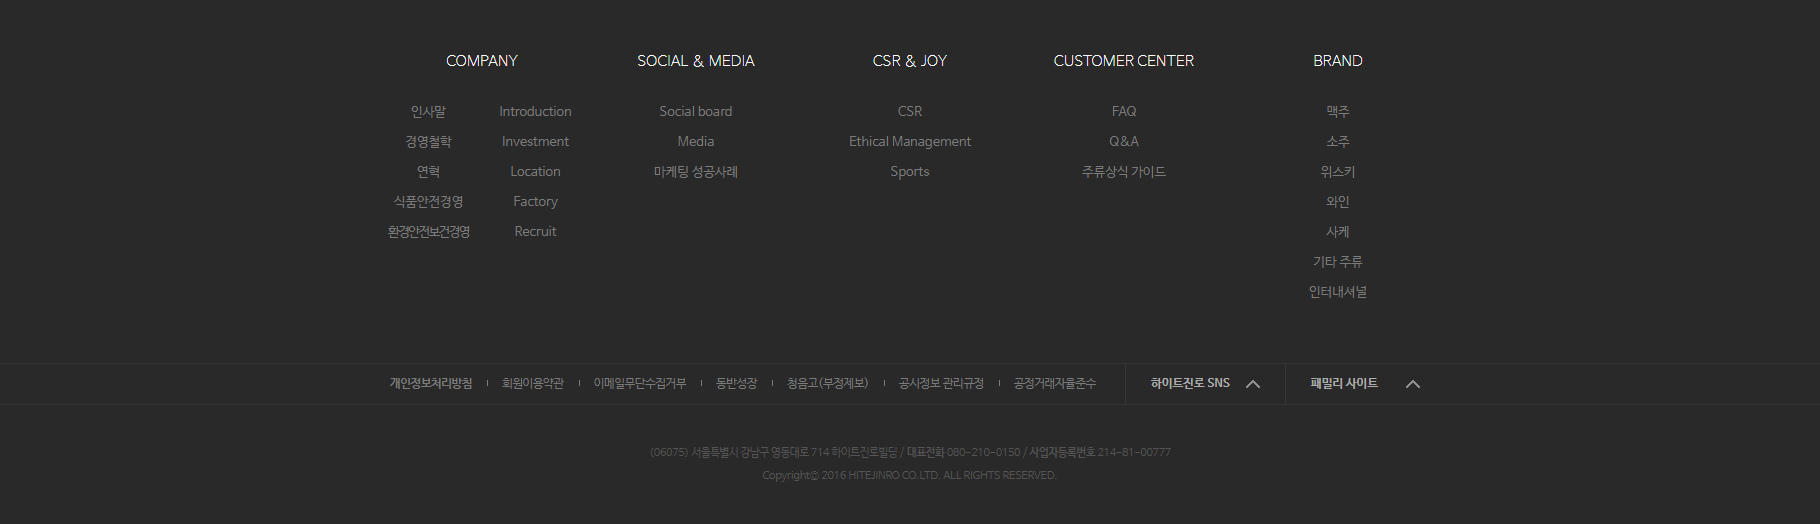 COMPANY SOCIAL & MEDIA CSR & JOY CUSTOMER CENTER BRAND
인사말 Introduction Social board CSR FAQ 맥주
경영철학 Investment Media Ethical Management Q&A 소주
연혁 Location 마케팅 성공사례 Sports 주류상식 가이드 위스키
식품안전경영 Factory 와인
환경안전보건경영 Recruit 사케
기타 주류
인터내셔널
개인정보처리방침 회원이용약관 이메일무단수집거부 동반성장 청음고(부정제보) 공시정보 관리규정 공정거래자율준수 하이트진로 SNS 패밀리 사이트
(06075) 서울특별시 강남구 영동대로 714 하이트진로빌딩 / 대표전화 080-210-0150 / 사업자등록번호 214-81-00777
Copyright© 2016 HITEJINRO CO.LTD. ALL RIGHTS RESERVED.